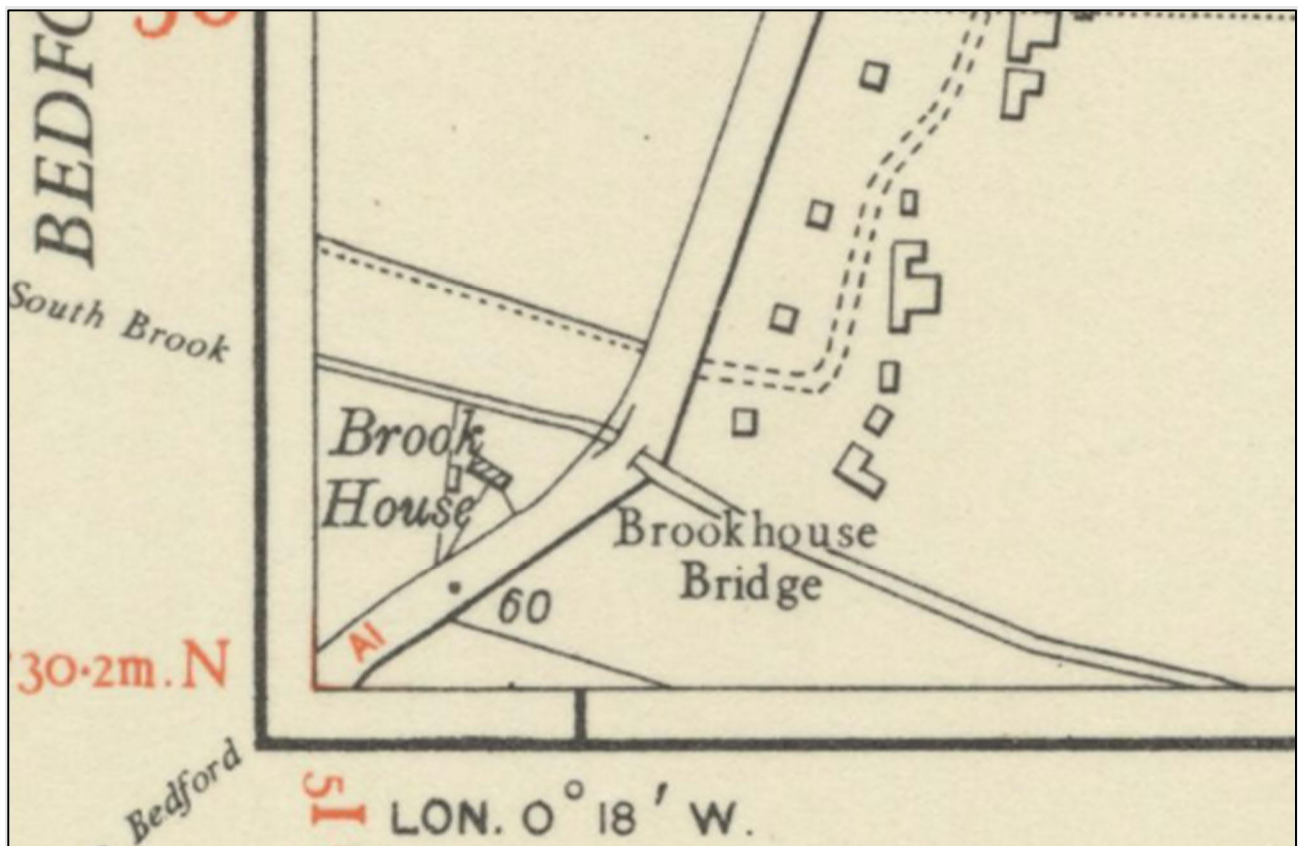 BEDFO
South Brook
Brook
House
Brookhouse
Bridge
60
A1
30·2m. N
Bedford
51
LON. 0° 18′ W.